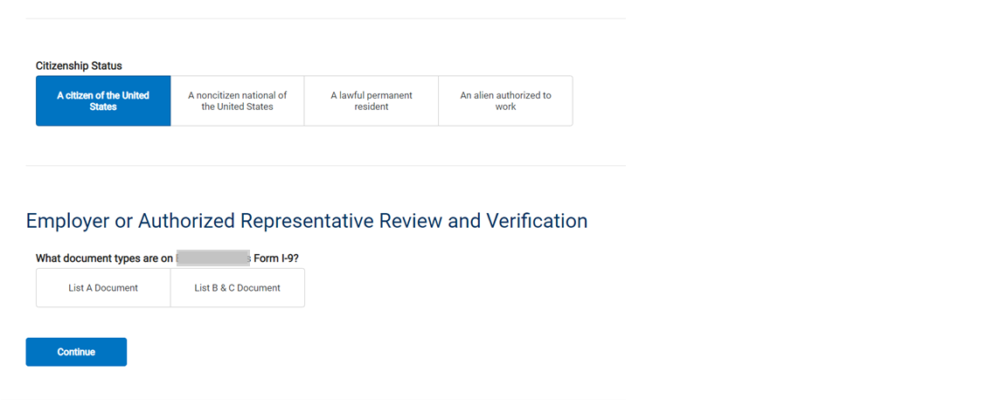 Citizenship Status
A citizen of the United
States
A noncitizen national of
the United States
A lawful permanent
resident
An alien authorized to
work
Employer or Authorized Representative Review and Verification
What document types are on Form I-9?
List A Document
List B & C Document
Continue